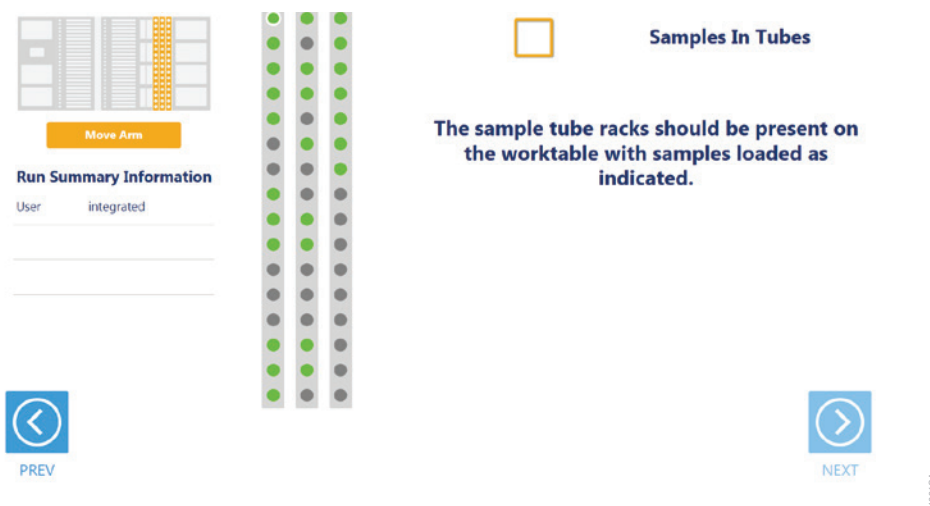 Samples In Tubes
Move Arm
The sample tube racks should be present on
the worktable with samples loaded as
indicated.
Run Summary Information
User integrated
PREV
NEXT